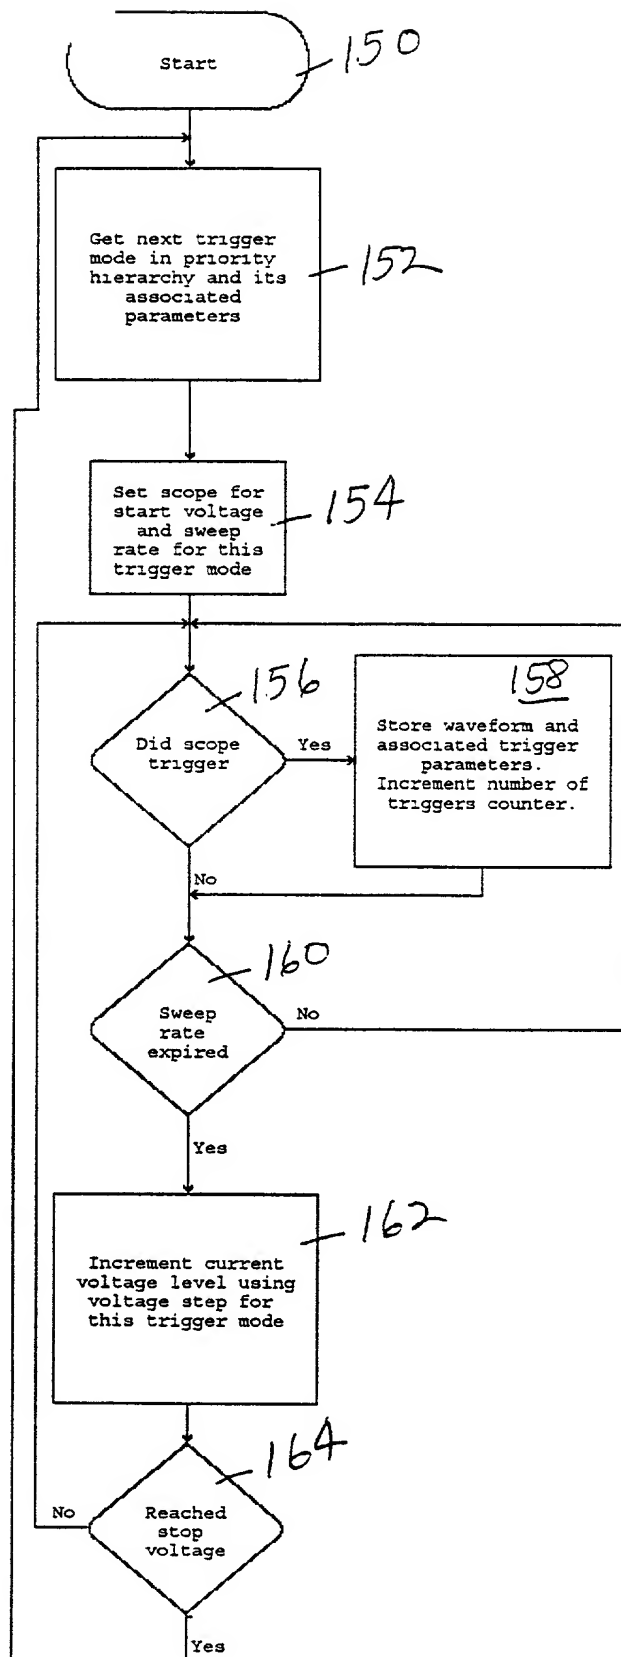 Start
150
Get next trigger
mode in priority
hierarchy and its
associated
parameters
152
Set scope for
start voltage
and sweep
rate for this
trigger mode
154
156
Did scope
trigger
Yes
158
Store waveform and
associated trigger
parameters.
Increment number of
triggers counter.
No
160
Sweep
rate
expired
No
Yes
162
Increment current
voltage level using
voltage step for
this trigger mode
164
Reached
stop
voltage
No
Yes